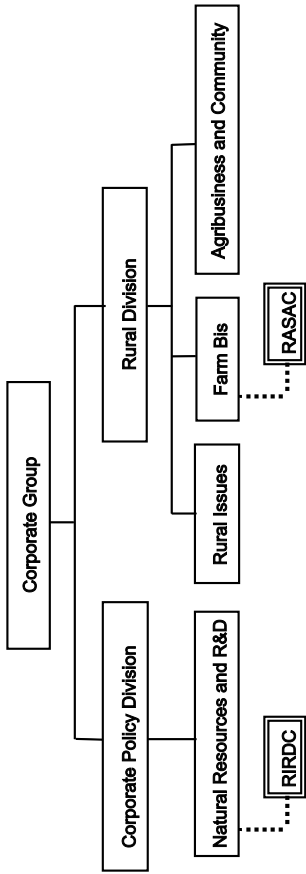 Corporate Group
Corporate Policy Division
Rural Division
Natural Resources and R&D
Rural Issues
Farm Bis
Agribusiness and Community
RIRDC
RASAC